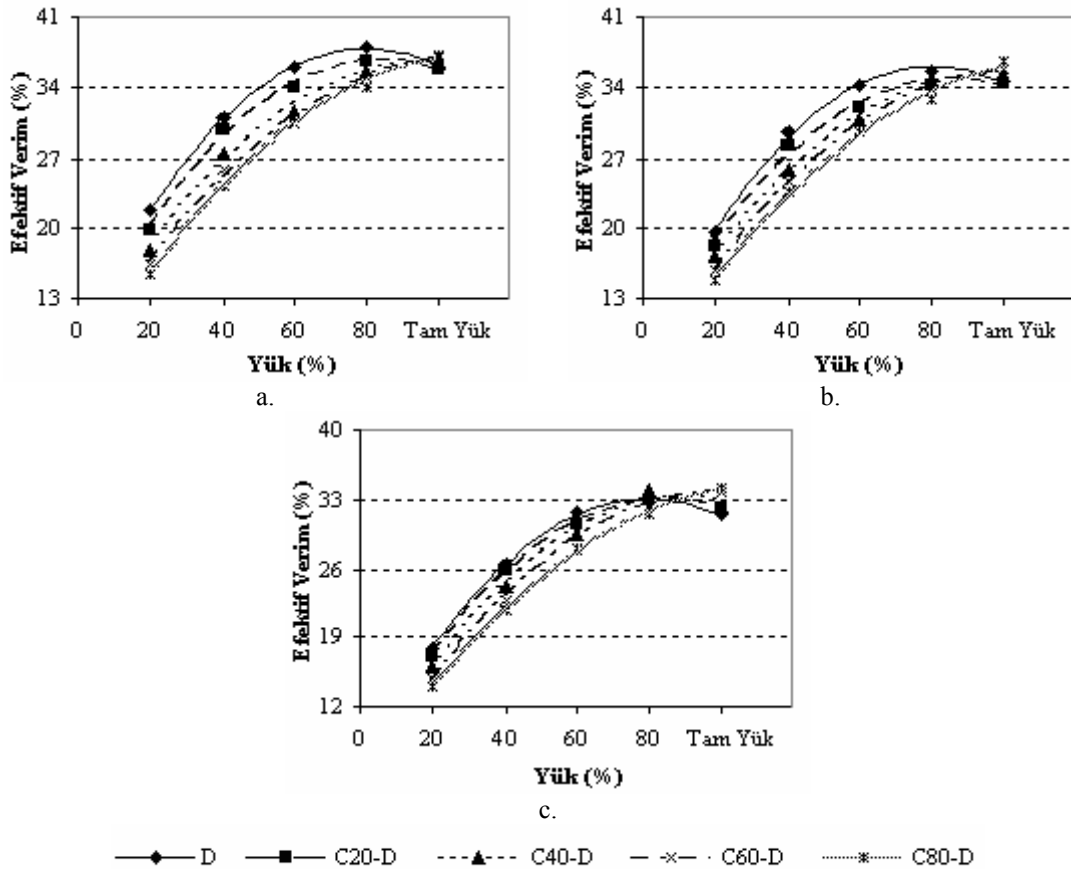 41
34
27
20
13
Efektif Verim (%)
0 20 40 60 80 Tam Yük
Yük (%)
a.
41
34
27
20
13
Efektif Verim (%)
0 20 40 60 80 Tam Yük
Yük (%)
b.
40
33
26
19
12
Efektif Verim (%)
0 20 40 60 80 Tam Yük
Yük (%)
c.
D C20-D C40-D C60-D C80-D